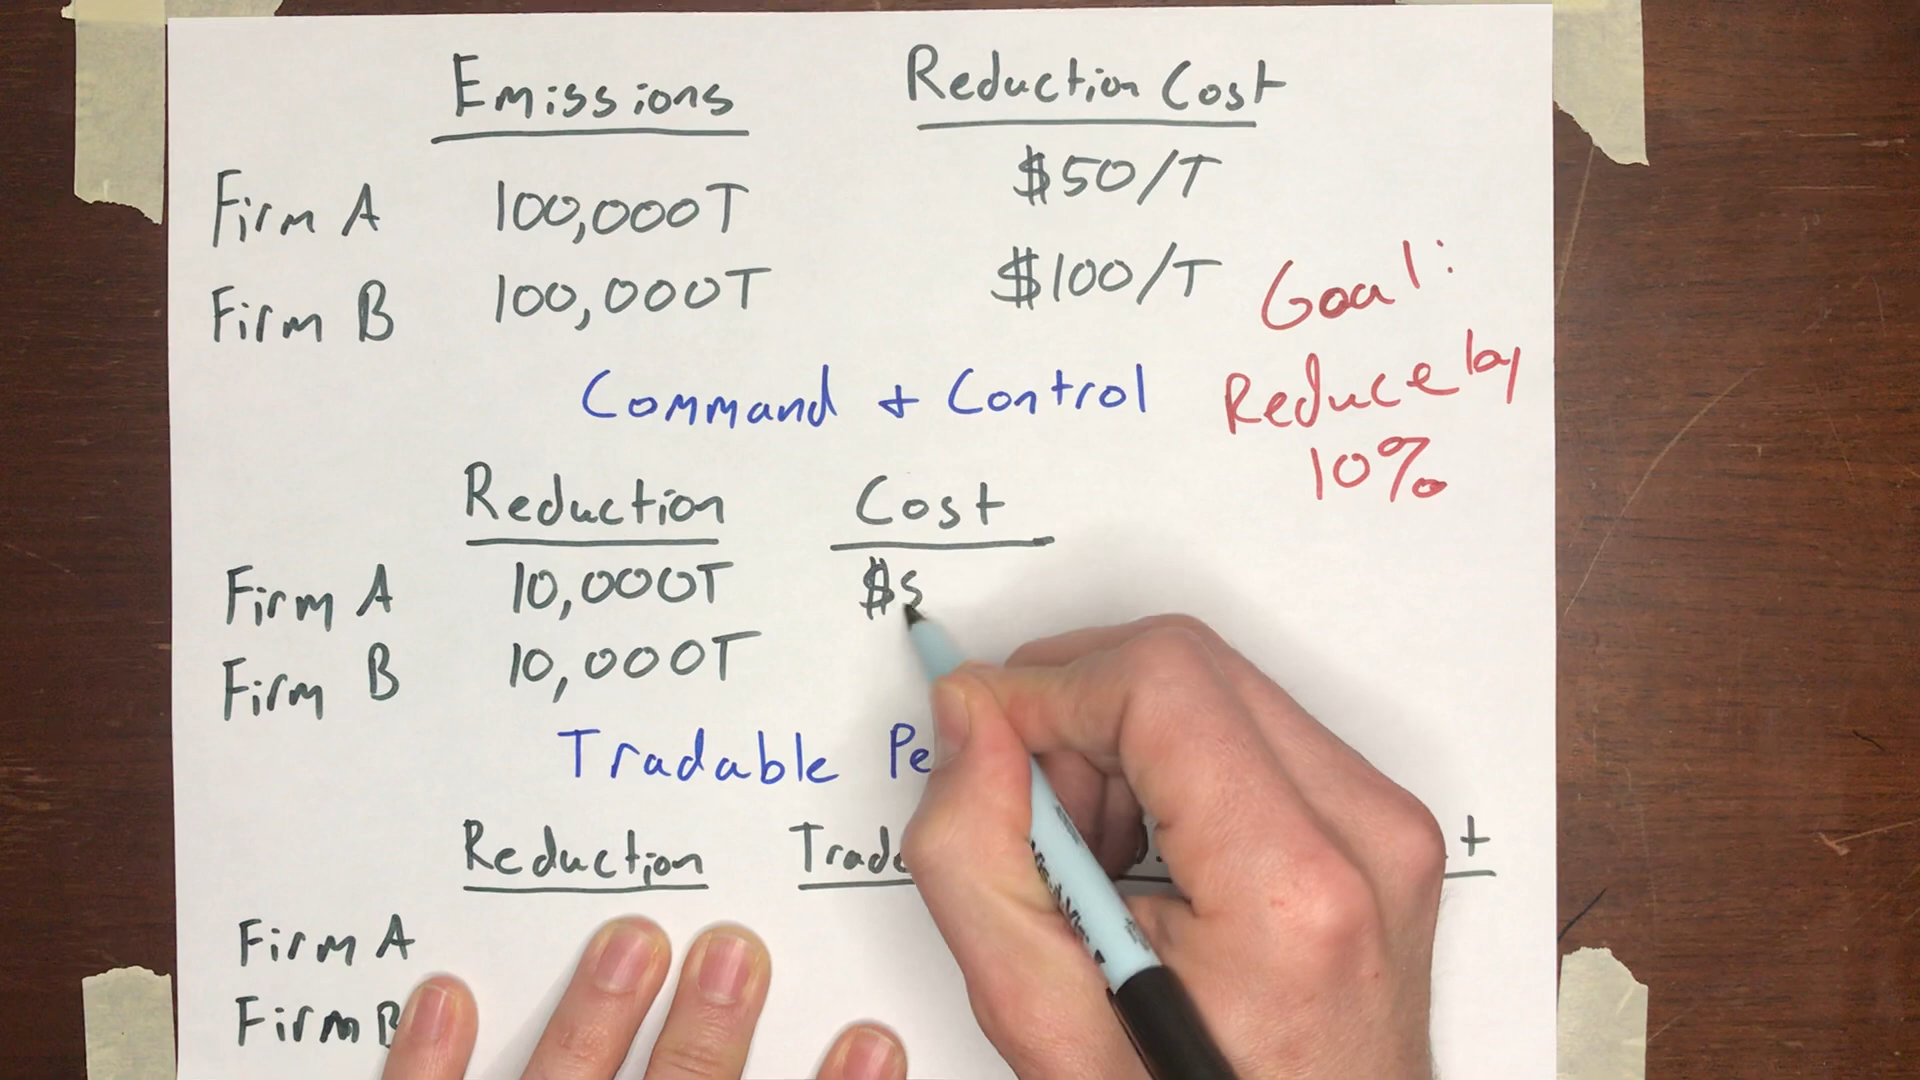 Emissions Reduction Cost
Firm A 100,000T $50/T
Firm B 100,000T $100/T
Goal:
Reduce by
10%
Command + Control
Reduction Cost
Firm A 10,000T $5
Firm B 10,000T
Tradable Pe
Reduction Trade
Firm A
Firm B